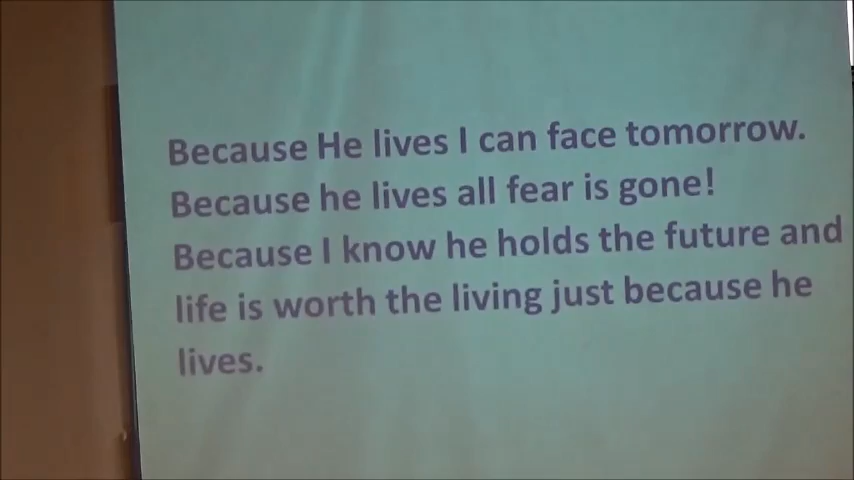 Because He lives I can face tomorrow.
Because he lives all fear is gone!
Because I know he holds the future and
life is worth the living just because he
lives.